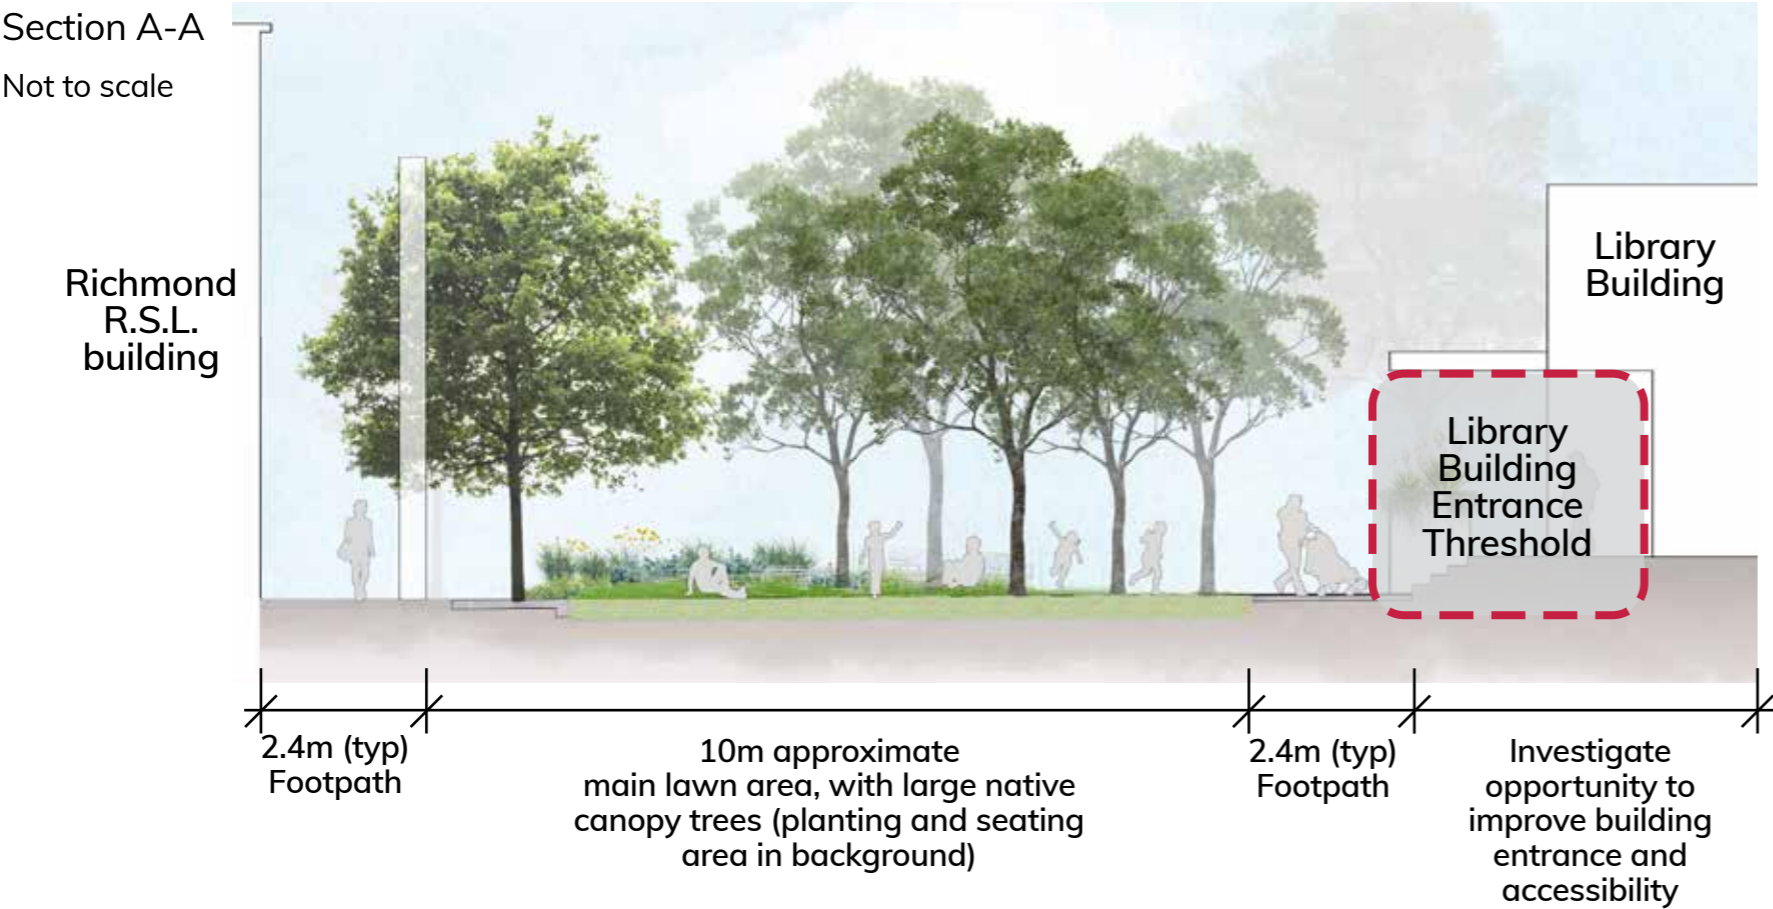 Section A-A
Not to scale
Richmond
R.S.L.
building
Library
Building
Library
Building
Entrance
Threshold
2.4m (typ)
Footpath
10m approximate
main lawn area, with large native
canopy trees (planting and seating
area in background)
2.4m (typ)
Footpath
Investigate
opportunity to
improve building
entrance and
accessibility